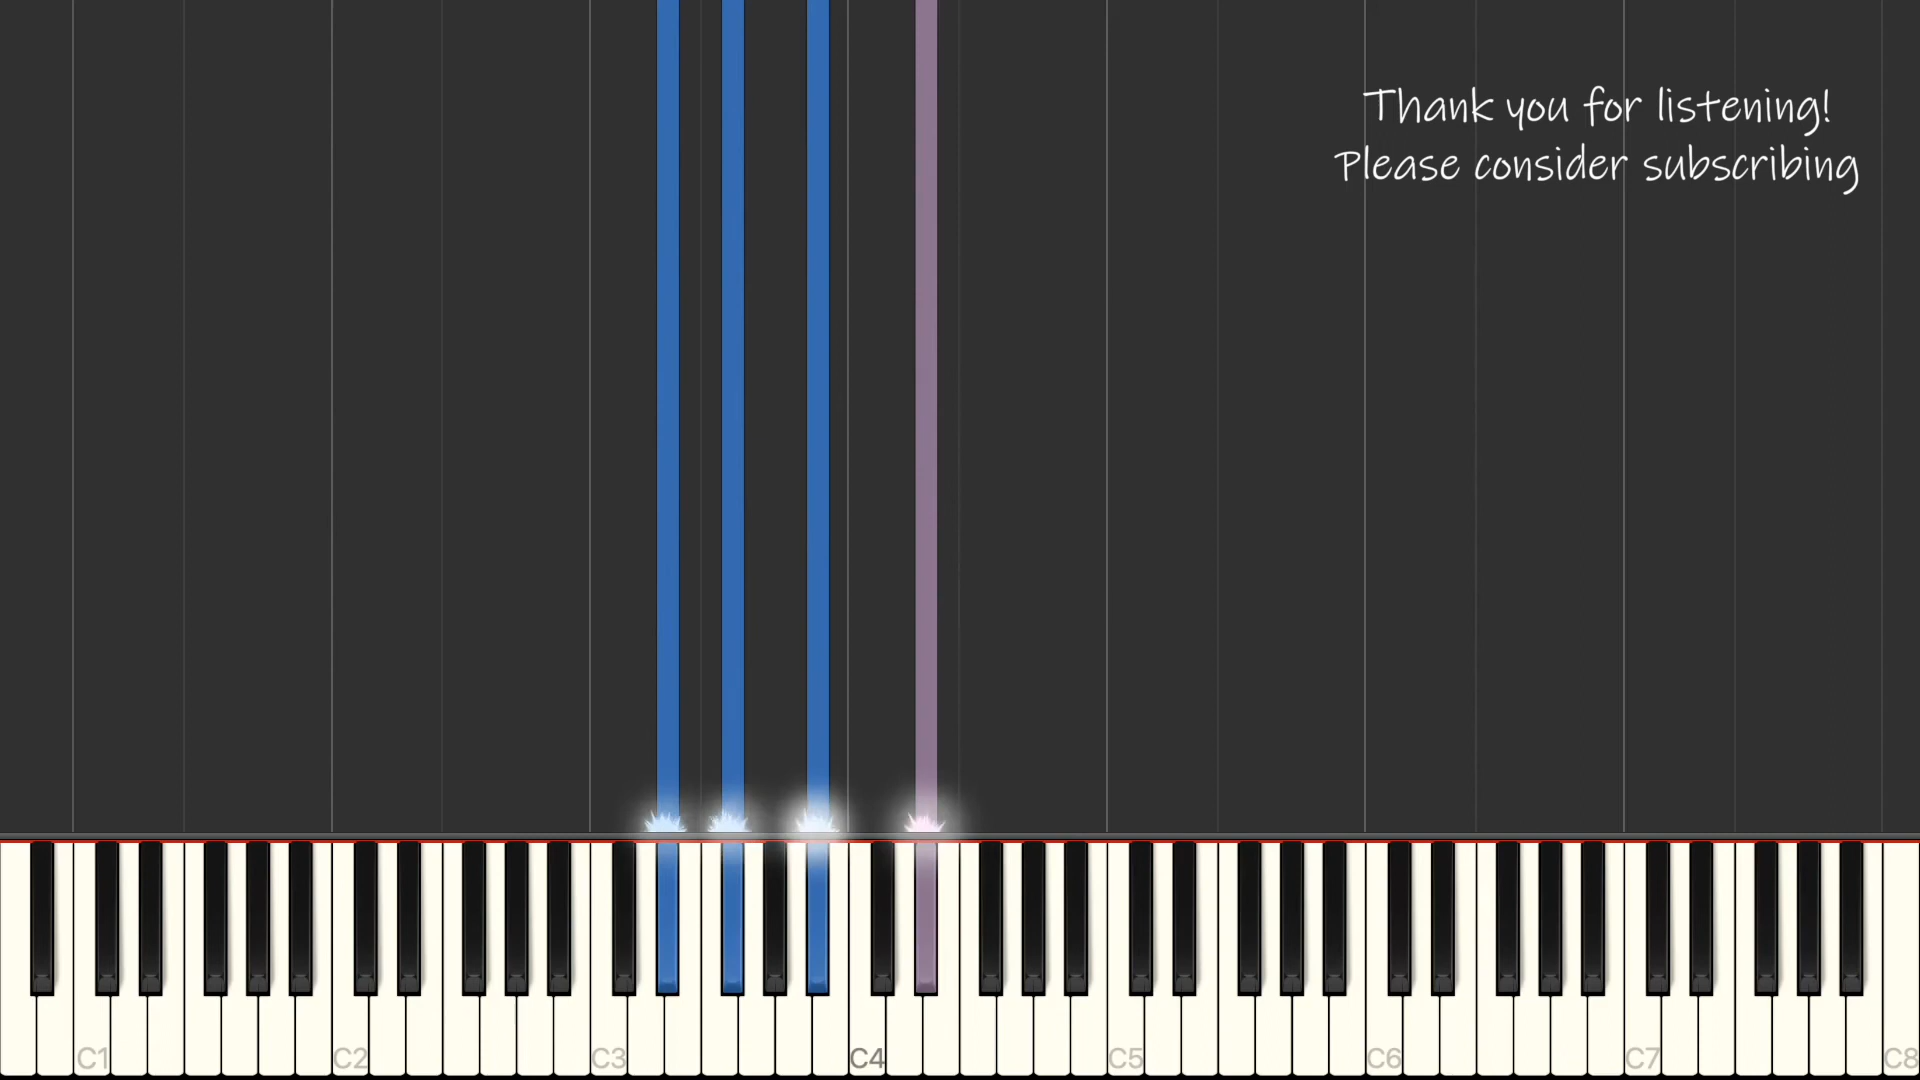 Thank you for listening!
Please consider subscribing
C1 C2 C3 C4 C5 C6 C7 C8